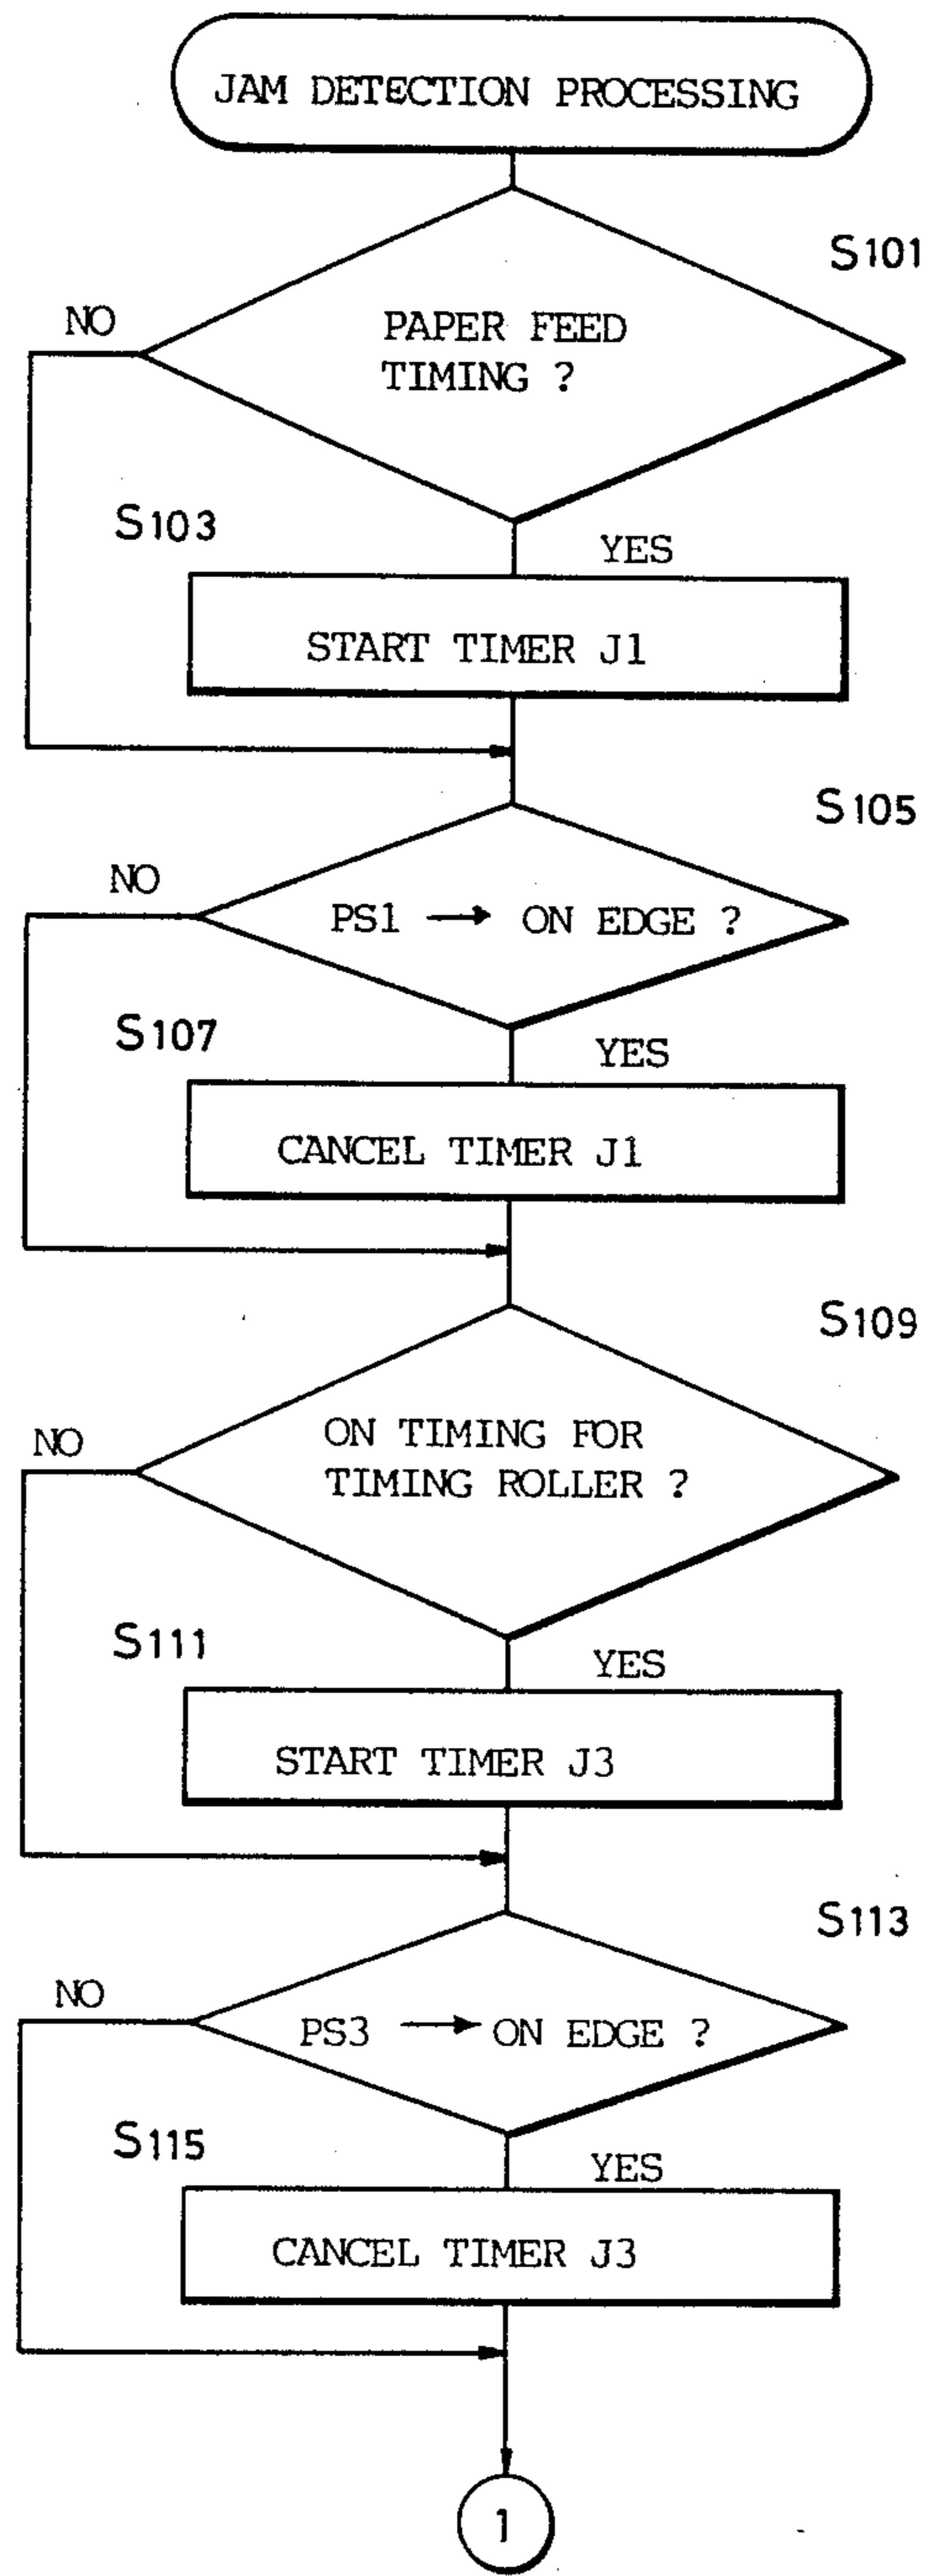 JAM DETECTION PROCESSING
S101
NO
PAPER FEED
TIMING ?
S103
YES
START TIMER J1
S105
NO
PS1 → ON EDGE ?
S107
YES
CANCEL TIMER J1
S109
NO
ON TIMING FOR
TIMING ROLLER ?
S111
YES
START TIMER J3
S113
NO
PS3 → ON EDGE ?
S115
YES
CANCEL TIMER J3
1